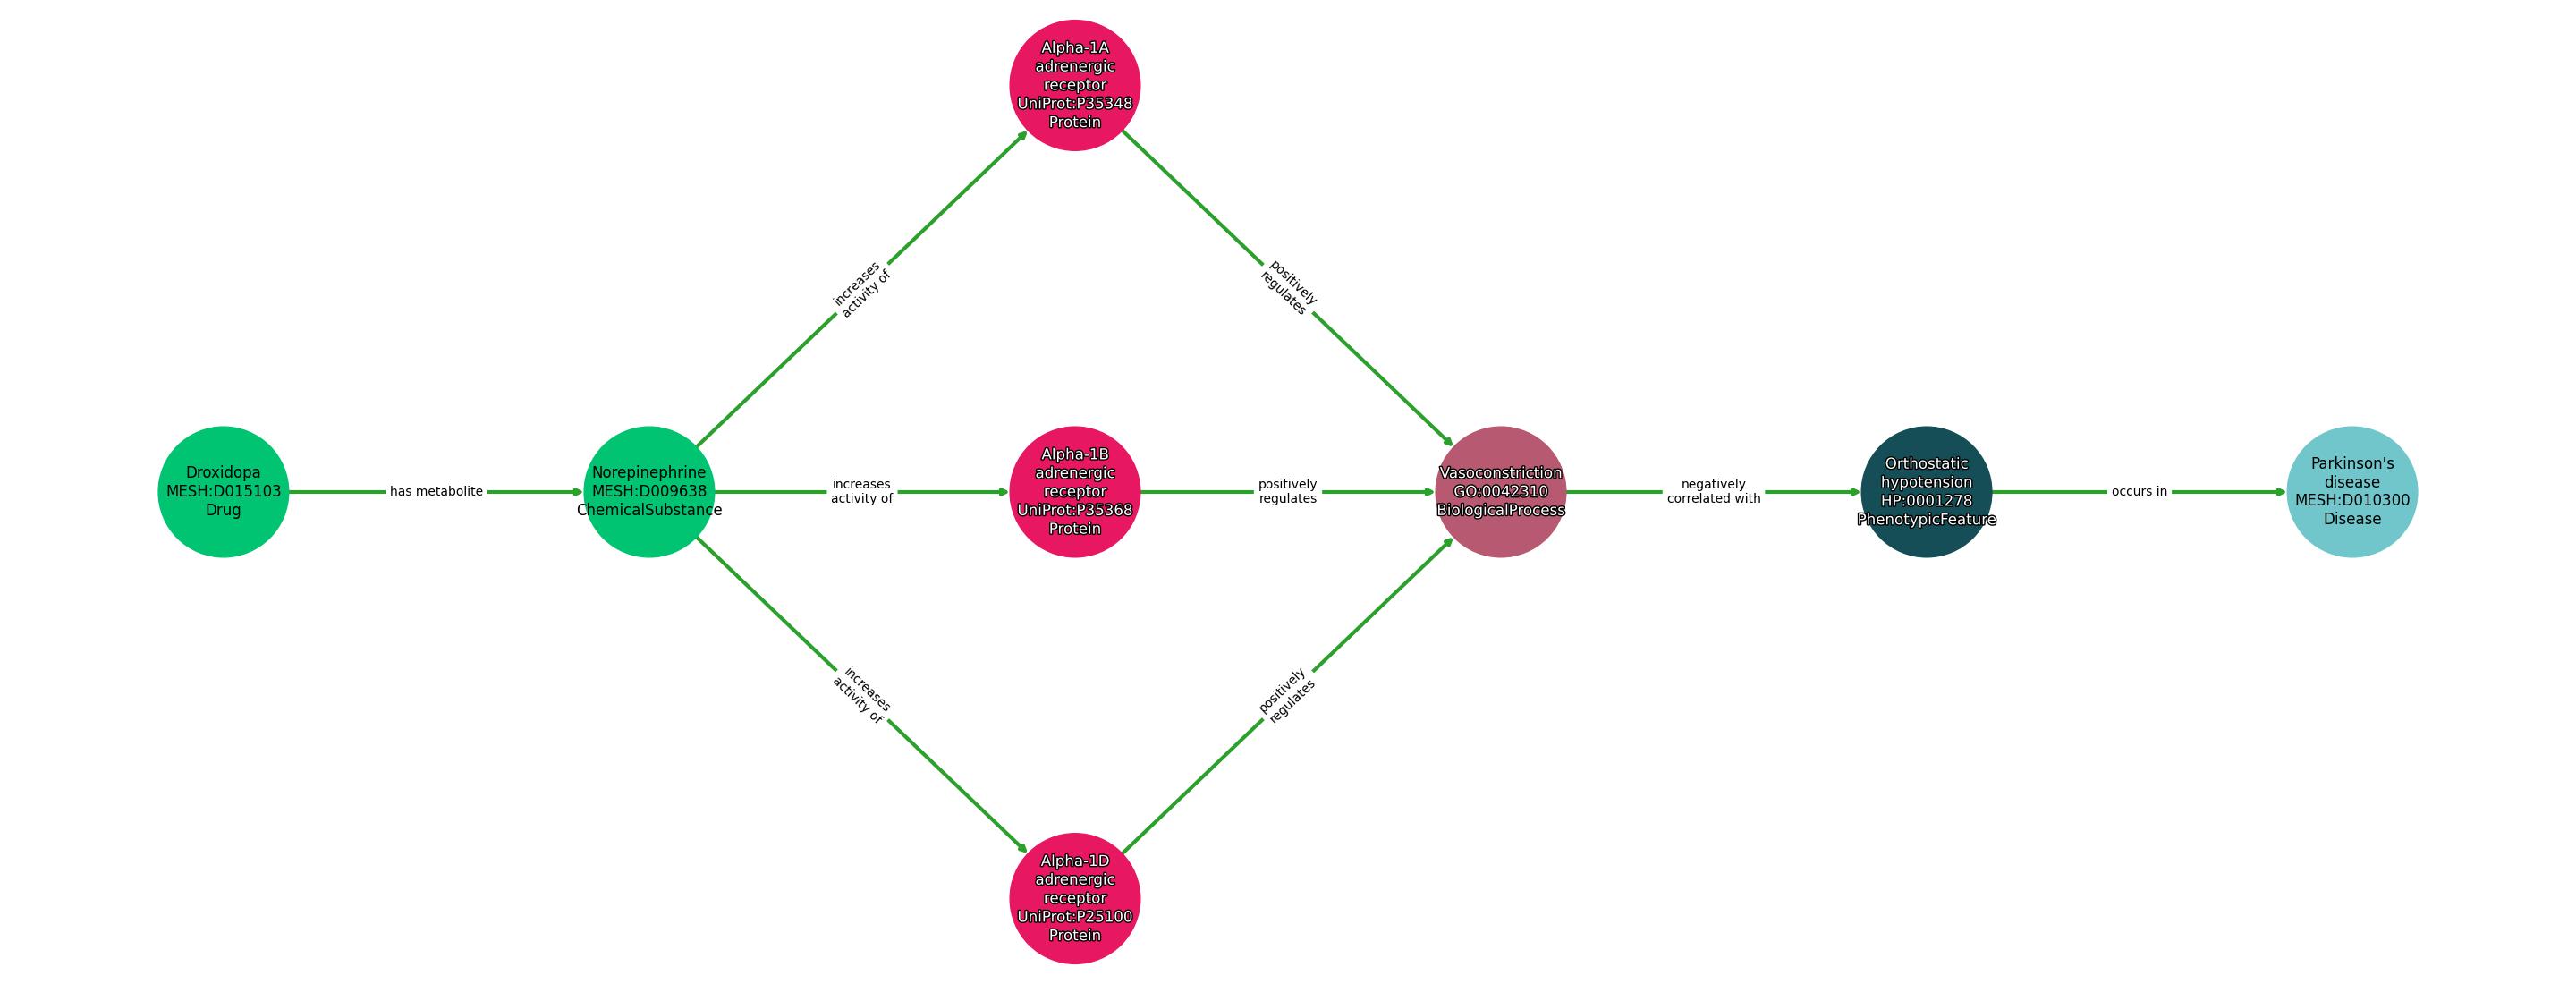 Alpha-1A
adrenergic
receptor
UniProt:P35348
Protein
increases
activity of
positively
regulates
Droxidopa
MESH:D015103
Drug
has metabolite
Norepinephrine
MESH:D009638
ChemicalSubstance
increases
activity of
Alpha-1B
adrenergic
receptor
UniProt:P35368
Protein
positively
regulates
Vasoconstriction
GO:0042310
BiologicalProcess
negatively
correlated with
Orthostatic
hypotension
HP:0001278
PhenotypicFeature
occurs in
Parkinson's
disease
MESH:D010300
Disease
increases
activity of
positively
regulates
Alpha-1D
adrenergic
receptor
UniProt:P25100
Protein